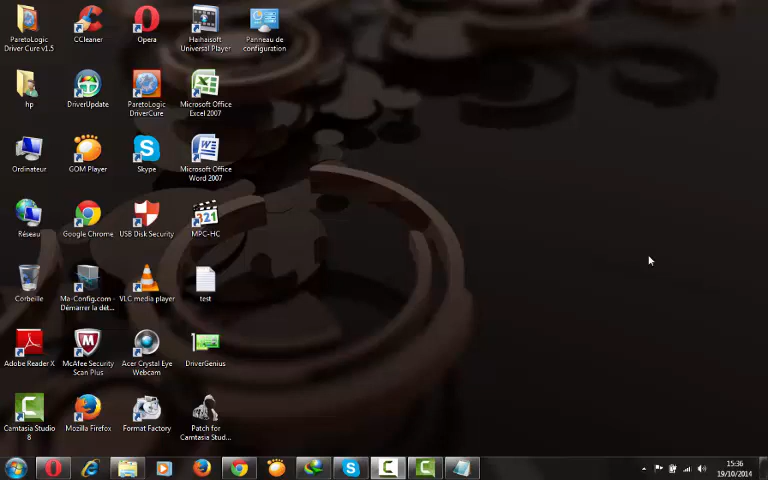 ParetoLogic
Driver Cure v1.5
CCleaner
Opera
Haihaisoft
Universal Player
Panneau de
configuration
hp
DriverUpdate
ParetoLogic
DriverCure
Microsoft Office
Excel 2007
Ordinateur
GOM Player
Skype
Microsoft Office
Word 2007
Réseau
Google Chrome
USB Disk Security
321
MPC-HC
Corbeille
Ma-Config.com -
Démarrer la dét...
VLC media player
test
Adobe Reader X
McAfee Security
Scan Plus
Acer Crystal Eye
Webcam
DriverGenius
Camtasia Studio
8
Mozilla Firefox
Format Factory
Patch for
Camtasia Stud...
15:36
19/10/2014